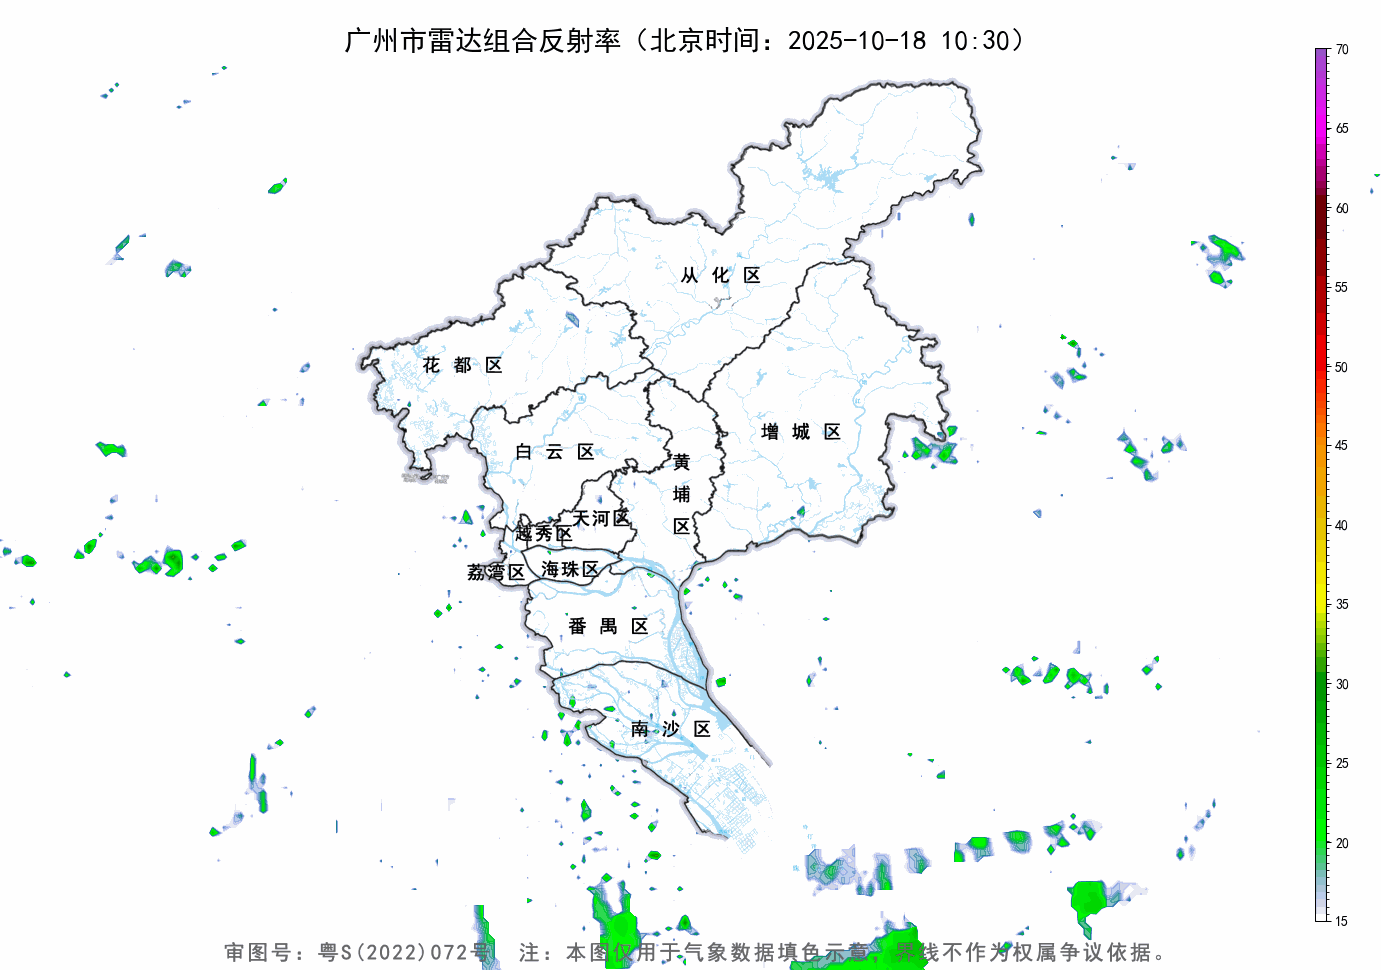 广州市雷达组合反射率（北京时间：2025-10-18 10:30）
70
65
60
55
50
45
40
35
30
25
20
15
从化区
花都区
增城区
白云区
黄埔区
天河区
越秀区
荔湾区
海珠区
番禺区
南沙区
审图号：粤S(2022)072号 注：本图仅用于气象数据填色示意，界线不作为权属争议依据。